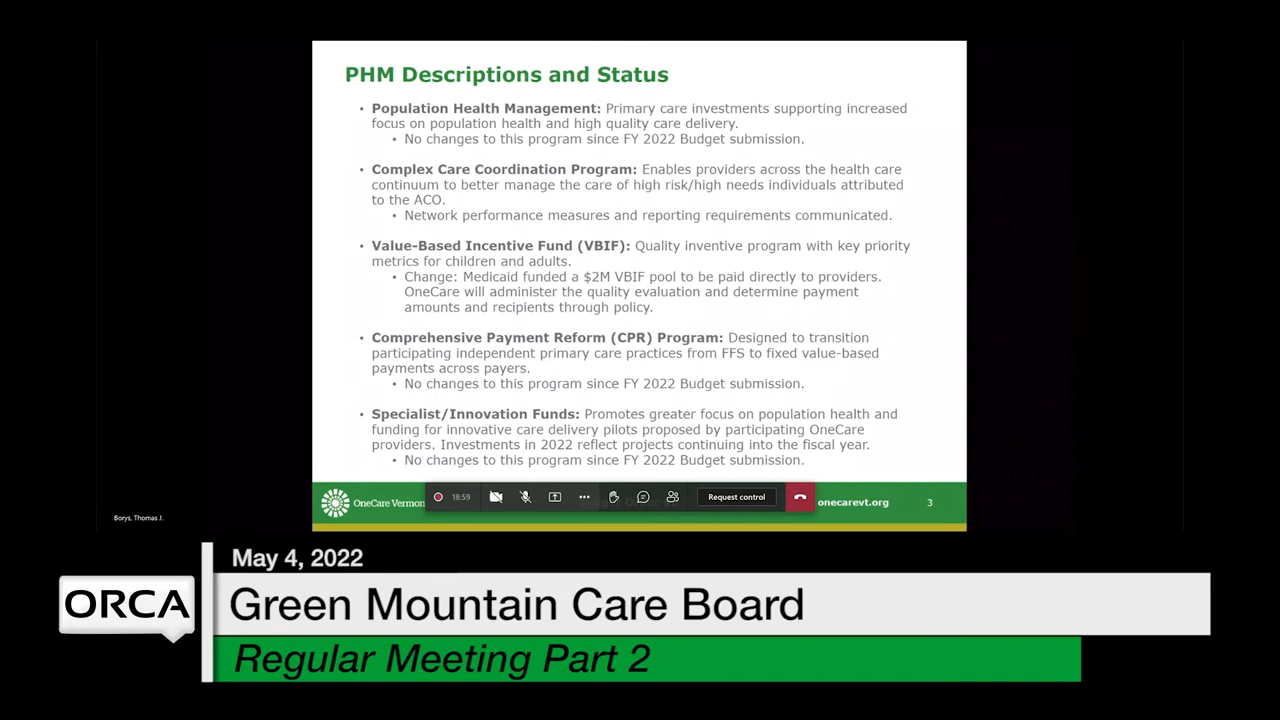 PHM Descriptions and Status
• Population Health Management: Primary care investments supporting increased
focus on population health and high quality care delivery.
• No changes to this program since FY 2022 Budget submission.
• Complex Care Coordination Program: Enables providers across the health care
continuum to better manage the care of high risk/high needs individuals attributed
to the ACO.
• Network performance measures and reporting requirements communicated.
• Value-Based Incentive Fund (VBIF): Quality inventive program with key priority
metrics for children and adults.
• Change: Medicaid funded a $2M VBIF pool to be paid directly to providers.
OneCare will administer the quality evaluation and determine payment
amounts and recipients through policy.
• Comprehensive Payment Reform (CPR) Program: Designed to transition
participating independent primary care practices from FFS to fixed value-based
payments across payers.
• No changes to this program since FY 2022 Budget submission.
• Specialist/Innovation Funds: Promotes greater focus on population health and
funding for innovative care delivery pilots proposed by participating OneCare
providers. Investments in 2022 reflect projects continuing into the fiscal year.
• No changes to this program since FY 2022 Budget submission.
OneCare Vermon
18:59
Request control
onecarevt.org
3
Borys, Thomas J.
May 4, 2022
ORCA
Green Mountain Care Board
Regular Meeting Part 2